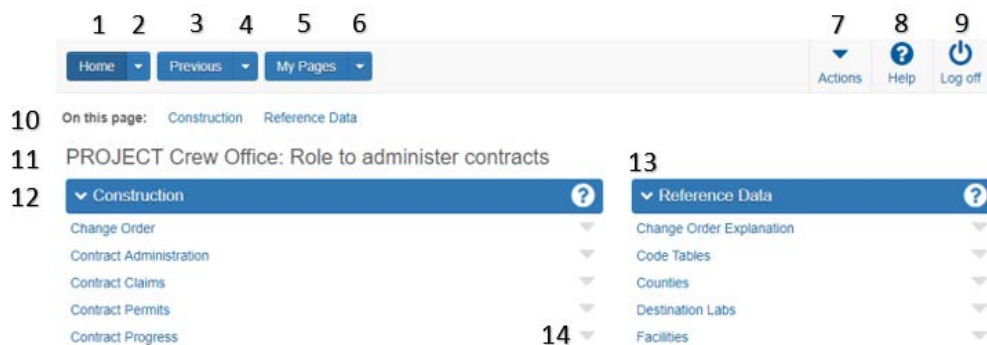 1 2 3 4 5 6 7 8 9
Home Previous My Pages Actions ? Help Log off
10 On this page: Construction Reference Data
11 PROJECT Crew Office: Role to administer contracts 13
12 Construction ? Reference Data ?
Change Order Change Order Explanation
Contract Administration Code Tables
Contract Claims Counties
Contract Permits Destination Labs
Contract Progress 14 Facilities